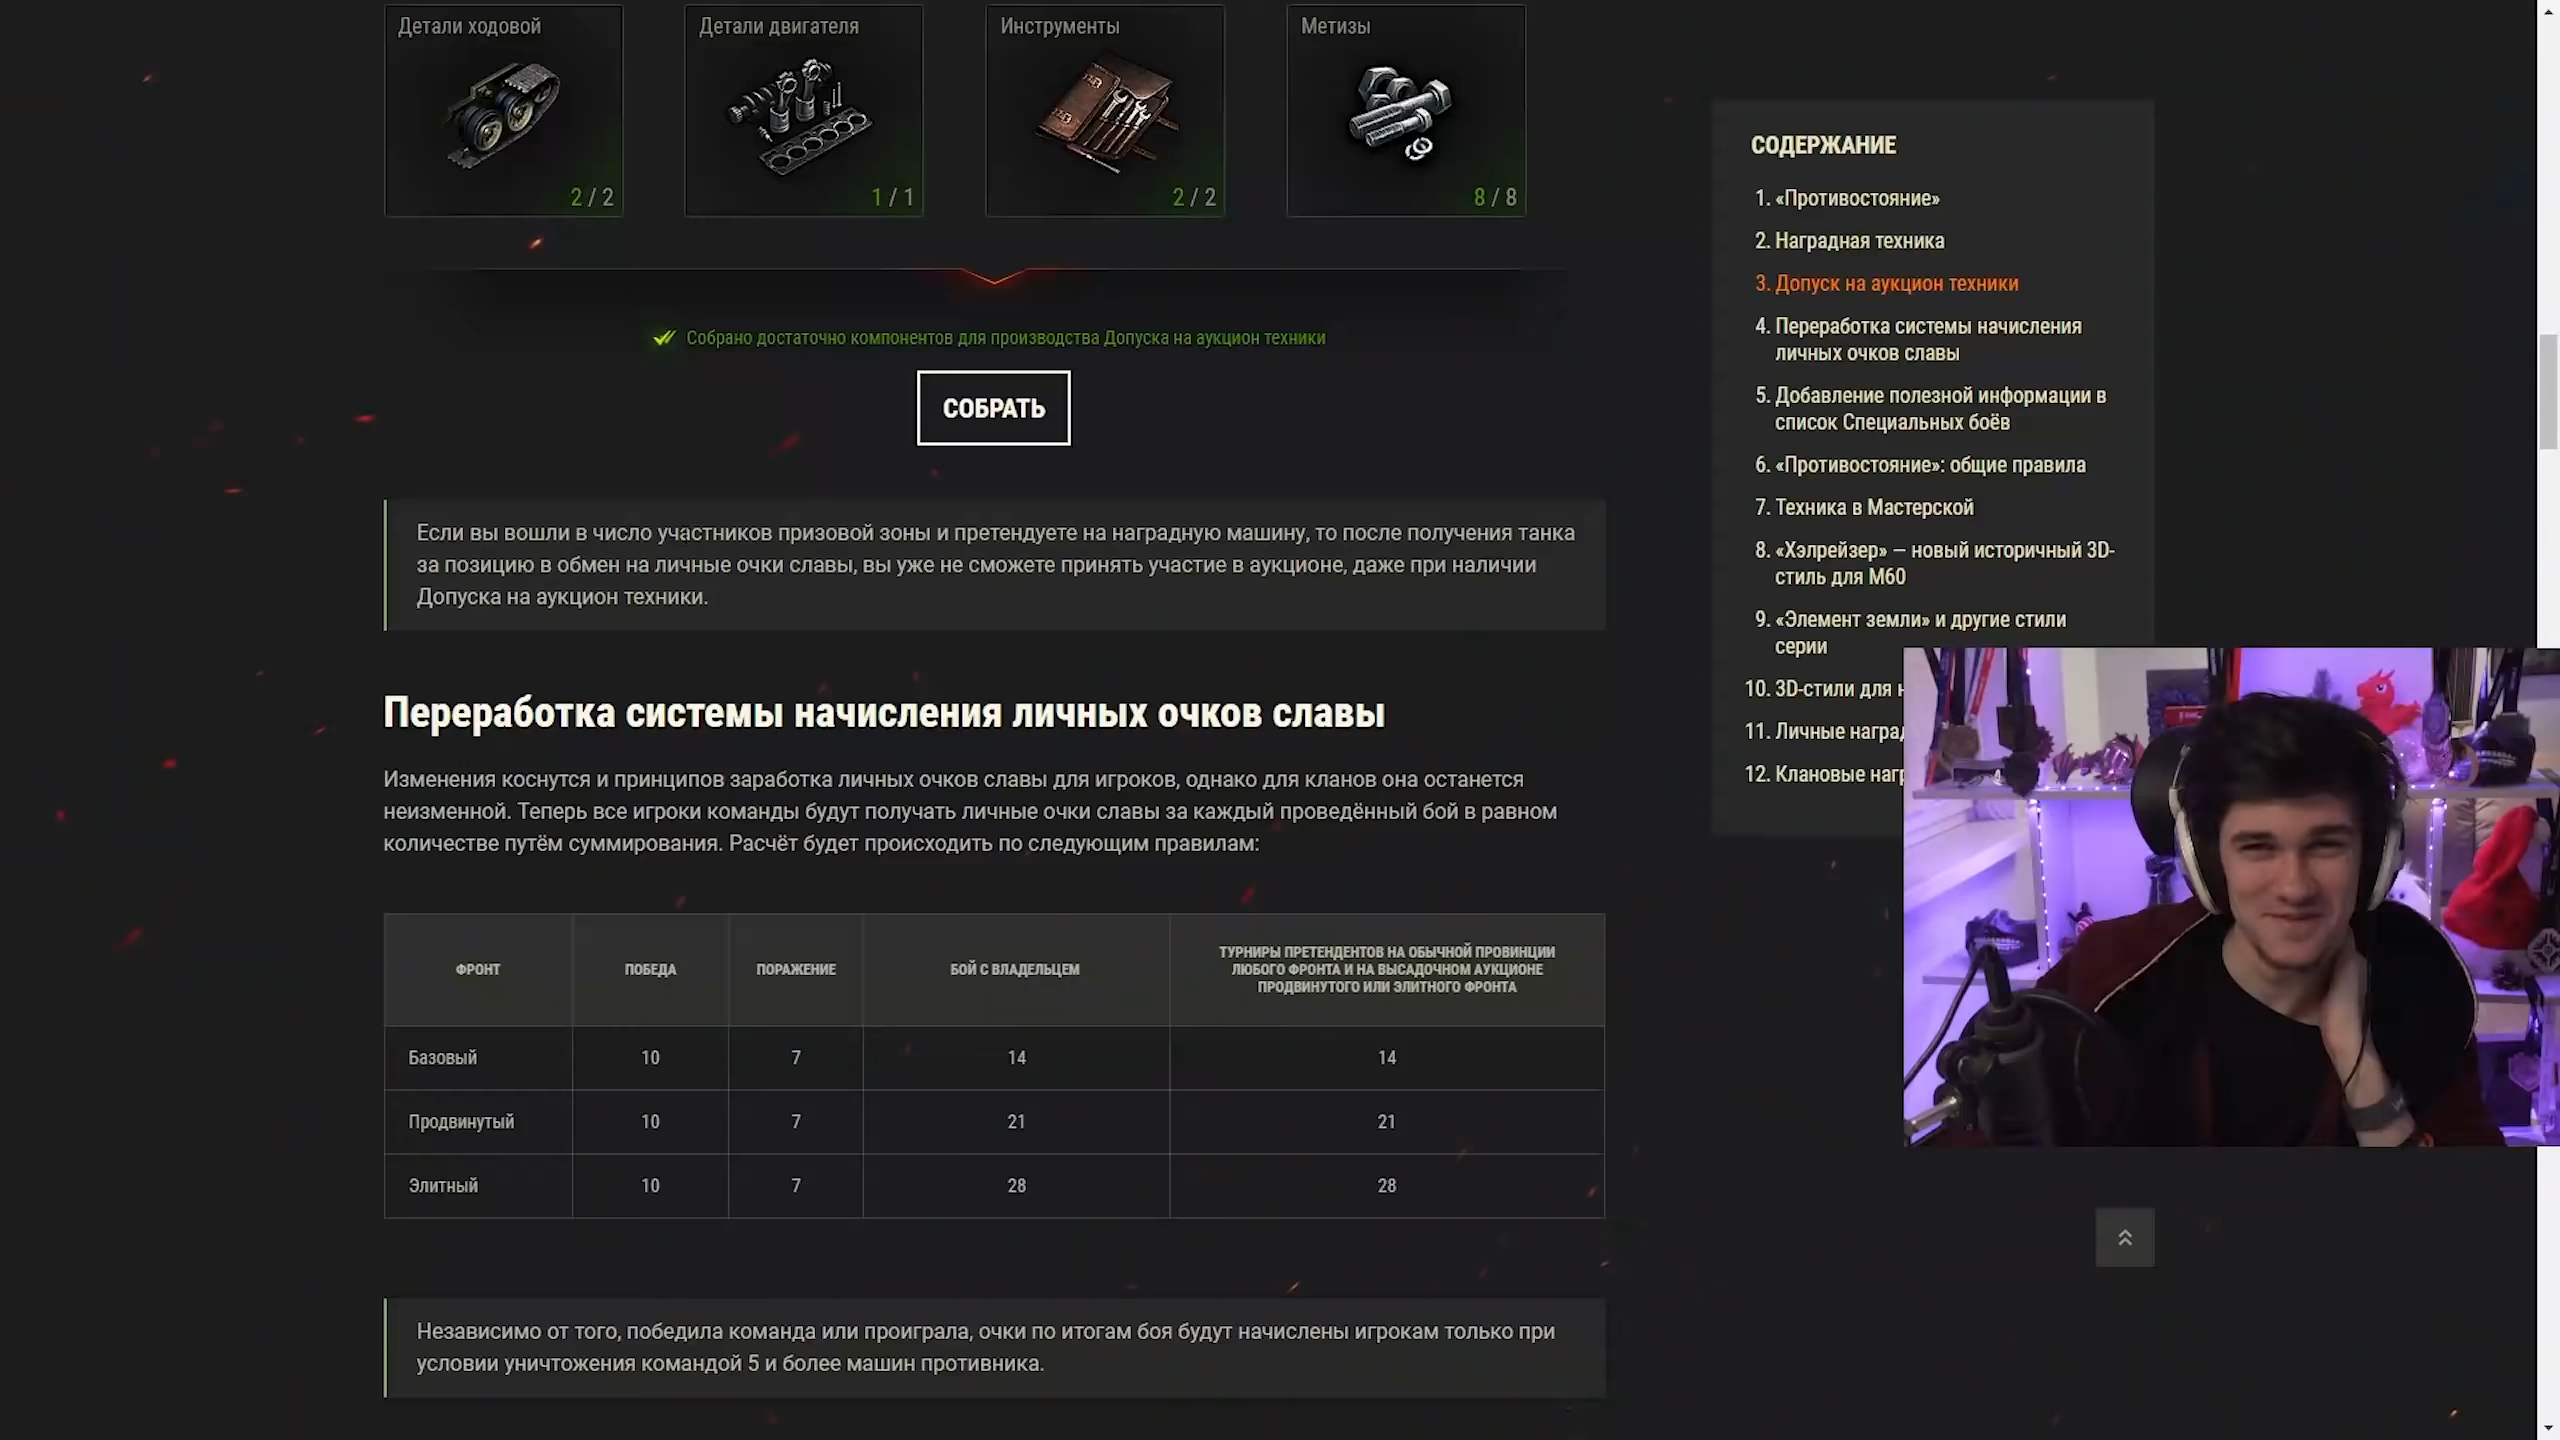 Детали ходовой
Детали двигателя
Инструменты
Метизы
2 / 2
1 / 1
2 / 2
8 / 8
Собрано достаточно компонентов для производства Допуска на аукцион техники
СОБРАТЬ
Если вы вошли в число участников призовой зоны и претендуете на наградную машину, то после получения танка
за позицию в обмен на личные очки славы, вы уже не сможете принять участие в аукционе, даже при наличии
Допуска на аукцион техники.
Переработка системы начисления личных очков славы
Изменения коснутся и принципов заработка личных очков славы для игроков, однако для кланов она останется
неизменной. Теперь все игроки команды будут получать личные очки славы за каждый проведённый бой в равном
количестве путём суммирования. Расчёт будет происходить по следующим правилам:
ФРОНТ
ПОБЕДА
ПОРАЖЕНИЕ
БОЙ С ВЛАДЕЛЬЦЕМ
ТУРНИРЫ ПРЕТЕНДЕНТОВ НА ОБЫЧНОЙ ПРОВИНЦИИ
ЛЮБОГО ФРОНТА И НА ВЫСАДОЧНОМ АУКЦИОНЕ
ПРОДВИНУТОГО ИЛИ ЭЛИТНОГО ФРОНТА
Базовый 10 7 14 14
Продвинутый 10 7 21 21
Элитный 10 7 28 28
Независимо от того, победила команда или проиграла, очки по итогам боя будут начислены игрокам только при
условии уничтожения командой 5 и более машин противника.
СОДЕРЖАНИЕ
1. «Противостояние»
2. Наградная техника
3. Допуск на аукцион техники
4. Переработка системы начисления
личных очков славы
5. Добавление полезной информации в
список Специальных боёв
6. «Противостояние»: общие правила
7. Техника в Мастерской
8. «Хэлрейзер» — новый историчный 3D-
стиль для M60
9. «Элемент земли» и другие стили
серии
10. 3D-стили для
11. Личные
12. Клановые